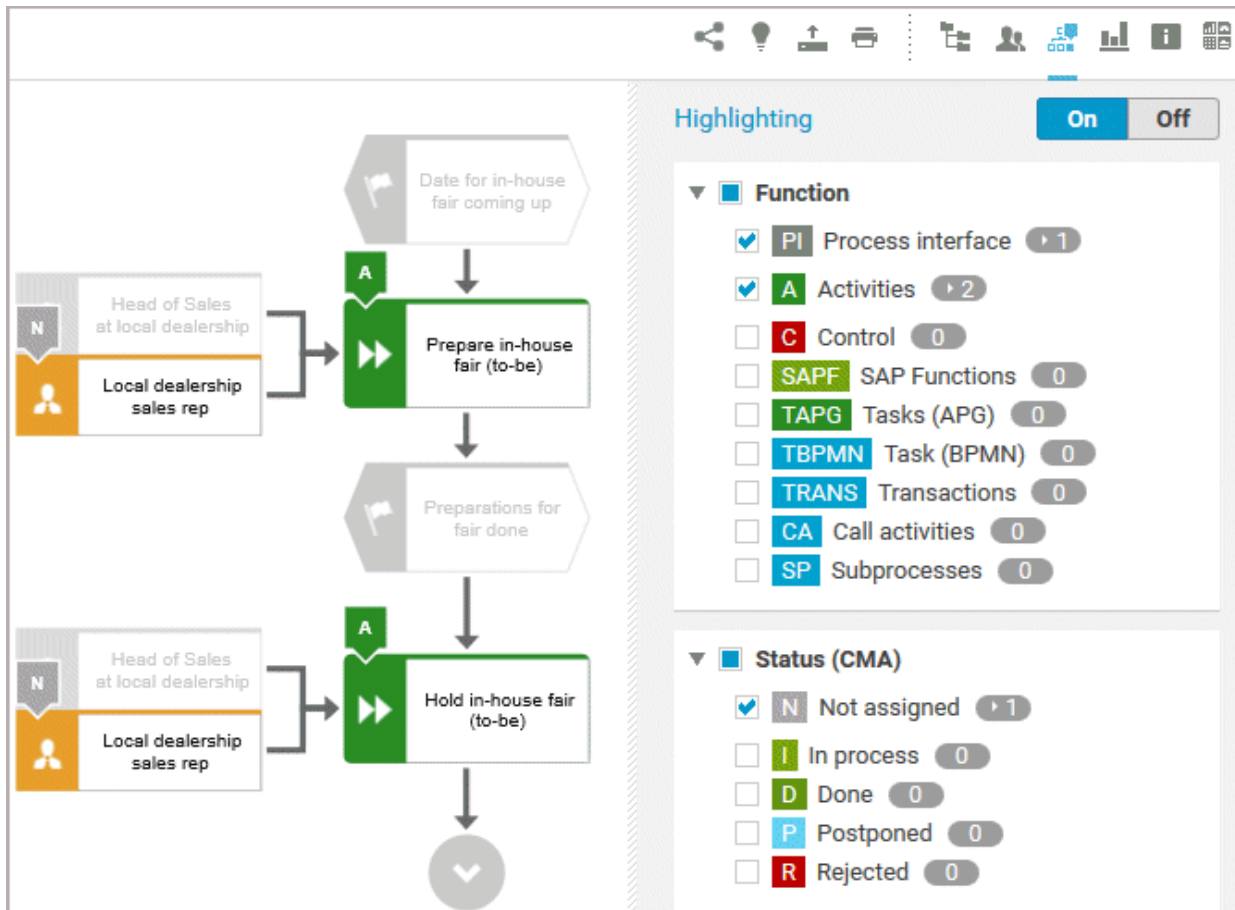 Highlighting
On
Off
Date for in-house
fair coming up
A
Head of Sales
at local dealership
N
Local dealership
sales rep
Prepare in-house
fair (to-be)
Preparations for
fair done
A
Head of Sales
at local dealership
N
Local dealership
sales rep
Hold in-house fair
(to-be)
Function
PI Process interface 1
A Activities 2
C Control 0
SAPF SAP Functions 0
TAPG Tasks (APG) 0
TBPMN Task (BPMN) 0
TRANS Transactions 0
CA Call activities 0
SP Subprocesses 0
Status (CMA)
N Not assigned 1
I In process 0
D Done 0
P Postponed 0
R Rejected 0